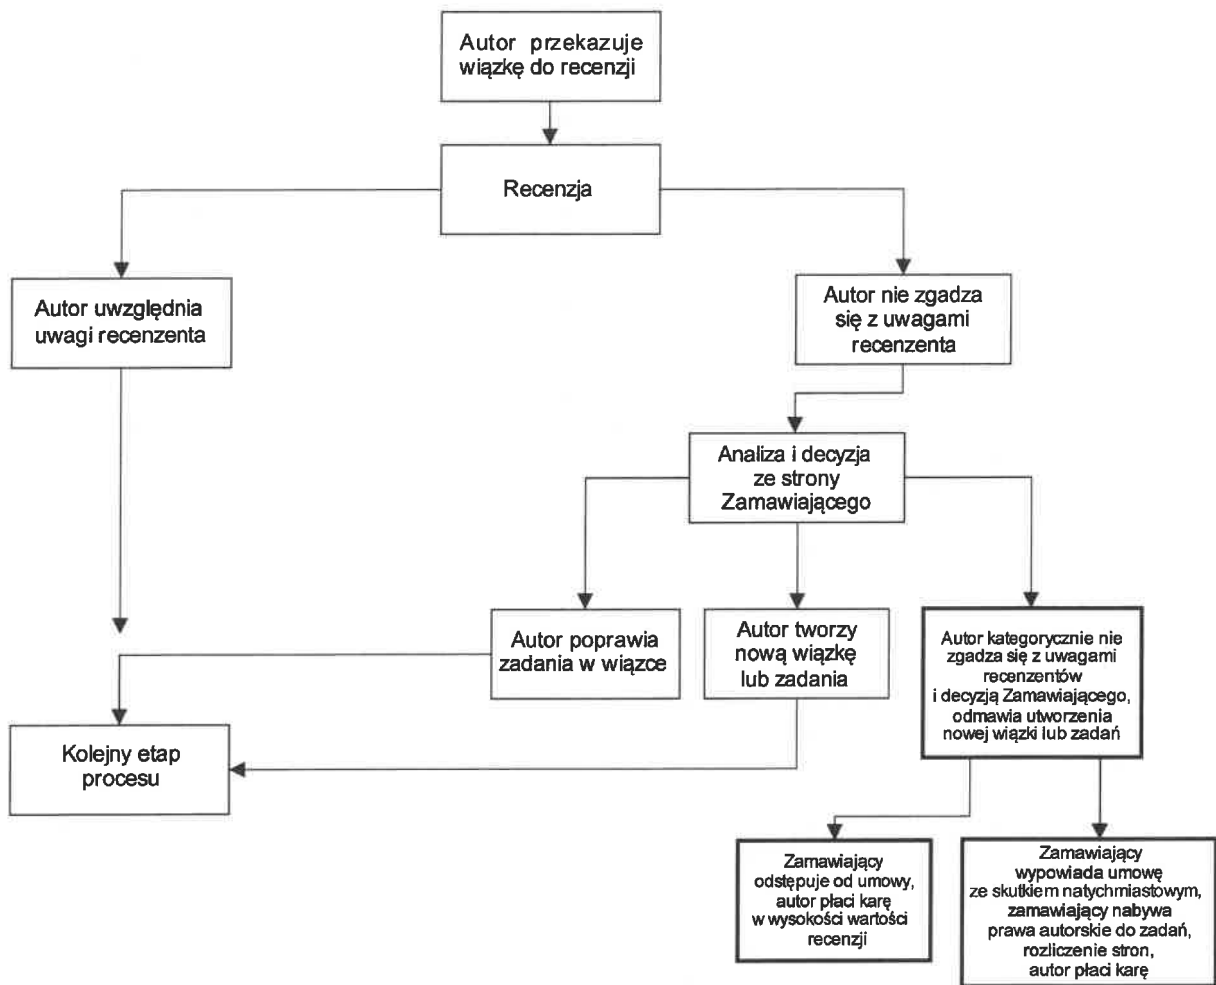 Autor przekazuje
wiązkę do recenzji
Recenzja
Autor uwzględnia
uwagi recenzenta
Autor nie zgadza
się z uwagami
recenzenta
Analiza i decyzja
ze strony
Zamawiającego
Autor poprawia
zadania w wiązce
Autor tworzy
nową wiązkę
lub zadania
Autor kategorycznie nie
zgadza się z uwagami
recenzentów
i decyzją Zamawiającego,
odmawia utworzenia
nowej wiązki lub zadań
Kolejny etap
procesu
Zamawiający
odstępuje od umowy,
autor płaci karę
w wysokości wartości
recenzji
Zamawiający
wypowiada umowę
ze skutkiem natychmiastowym,
zamawiający nabywa
prawa autorskie do zadań,
rozliczenie stron,
autor płaci karę